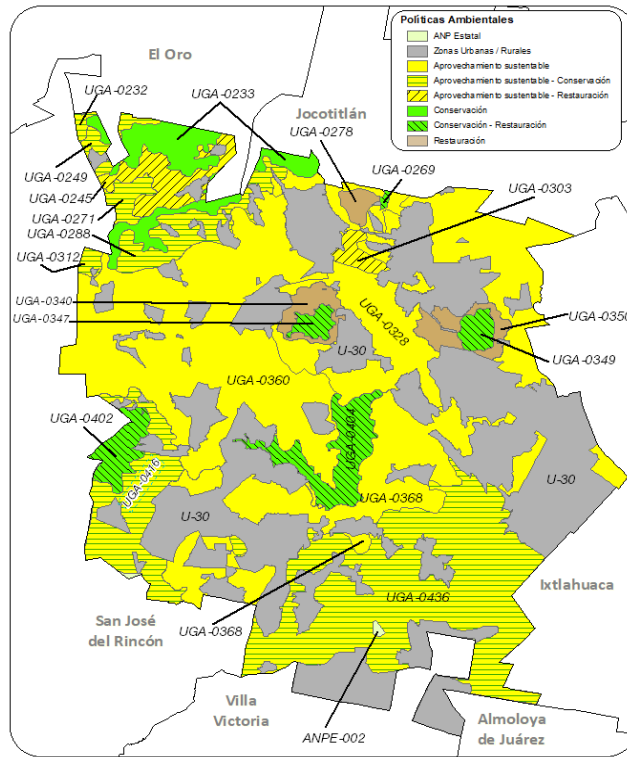 Políticas Ambientales
ANP Estatal
Zonas Urbanas / Rurales
Aprovechamiento sustentable
Aprovechamiento sustentable - Conservación
Aprovechamiento sustentable - Restauración
Conservación
Conservación - Restauración
Restauración
El Oro
UGA-0232
UGA-0233
Jocotitlán
UGA-0278
UGA-0269
UGA-0303
UGA-0249
UGA-0245
UGA-0271
UGA-0288
UGA-0312
UGA-0340
UGA-0347
UGA-0328
UGA-0350
UGA-0349
U-30
UGA-0360
UGA-0402
UGA-0404
UGA-0416
U-30
UGA-0368
U-30
UGA-0436
Ixtlahuaca
San José
del Rincón
UGA-0368
Villa
Victoria
ANPE-002
Almoloya
de Juárez